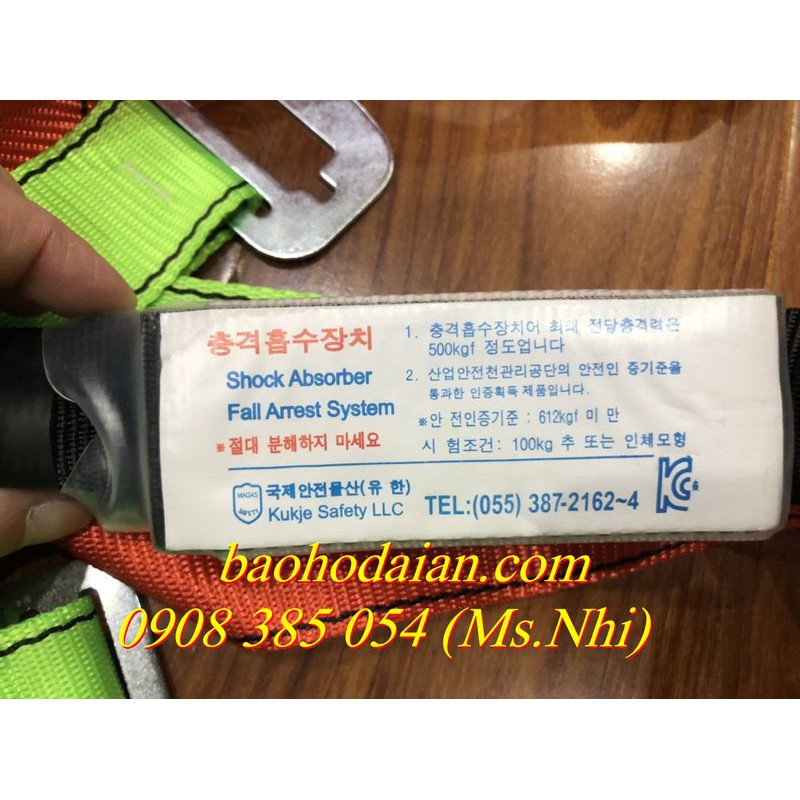 충격흡수장치
Shock Absorber
Fall Arrest System
※절대 분해하지 마세요
1. 충격흡수장치어 최대 전달충격력은
500kgf 정도업니다
2. 산업안전천관리공단의 안전인 증기준을
통과한 인증획득 제품입니다.
※안 전인증기준 : 612kgf 미 만
시 험조건: 100kg 추 또는 인체모형
MAGAS
국제안전물산(유 한)
Kukje Safety LLC
TEL:(055) 387-2162~4
baohodaian.com
0908 385 054 (Ms.Nhi)